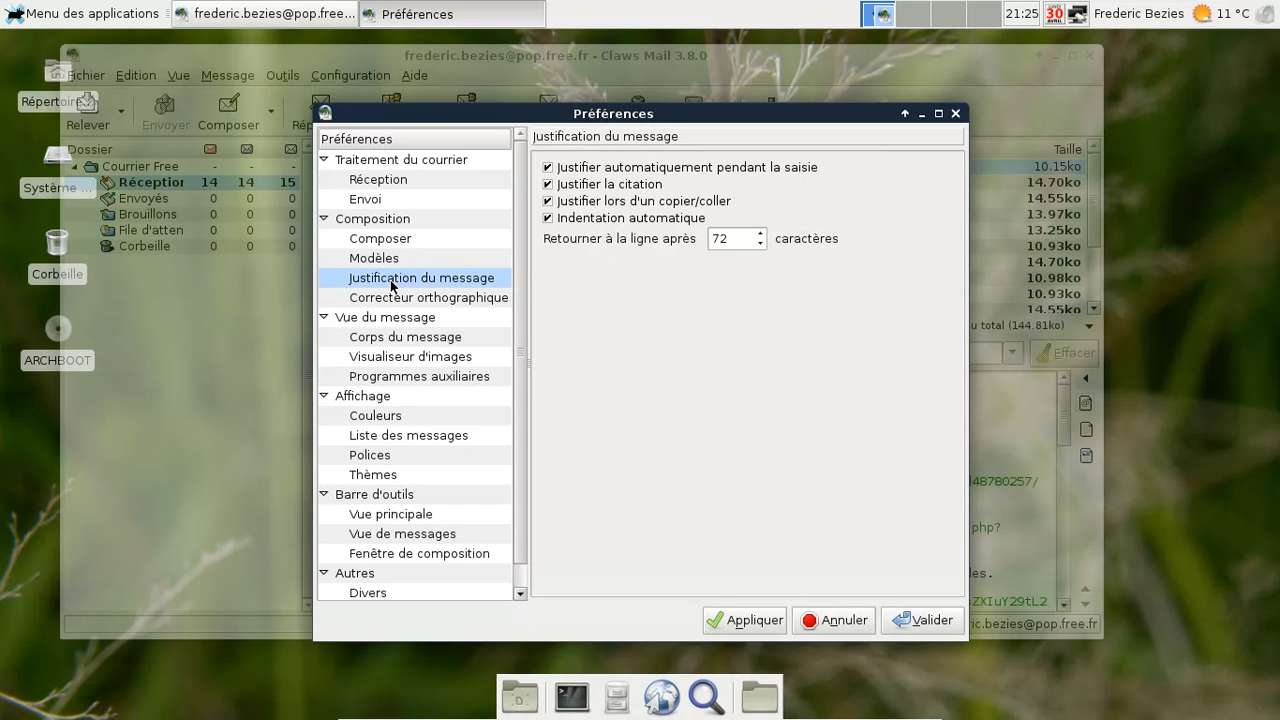 Menu des applications
frederic.bezies@pop.free...
Préférences
21:25
30
AVRIL
Frederic Bezies
11 °C
frederic.bezies@pop.free.fr - Claws Mail 3.8.0
Fichier Edition Vue Message Outils Configuration Aide
Répertoire
Relever
Envoyer
Composer
Système ...
Corbeille
ARCHBOOT
Dossier
Courrier Free - - -
Réception 14 14 15
Envoyés 0 0 0
Brouillons 0 0 0
File d'atten 0 0 0
Corbeille 0 0 0
Préférences
Préférences
Traitement du courrier
Réception
Envoi
Composition
Composer
Modèles
Justification du message
Correcteur orthographique
Vue du message
Corps du message
Visualiseur d'images
Programmes auxiliaires
Affichage
Couleurs
Liste des messages
Polices
Thèmes
Barre d'outils
Vue principale
Vue de messages
Fenêtre de composition
Autres
Divers
Justification du message
Justifier automatiquement pendant la saisie
Justifier la citation
Justifier lors d'un copier/coller
Indentation automatique
Retourner à la ligne après 72 caractères
Appliquer
Annuler
Valider
Taille
10.15ko
14.70ko
14.55ko
13.97ko
13.25ko
10.93ko
14.70ko
10.98ko
10.93ko
14.55ko
total (144.81ko)
Effacer
48780257/
php?
les.
ZXIuY29tL2
ric.bezies@pop.free.fr